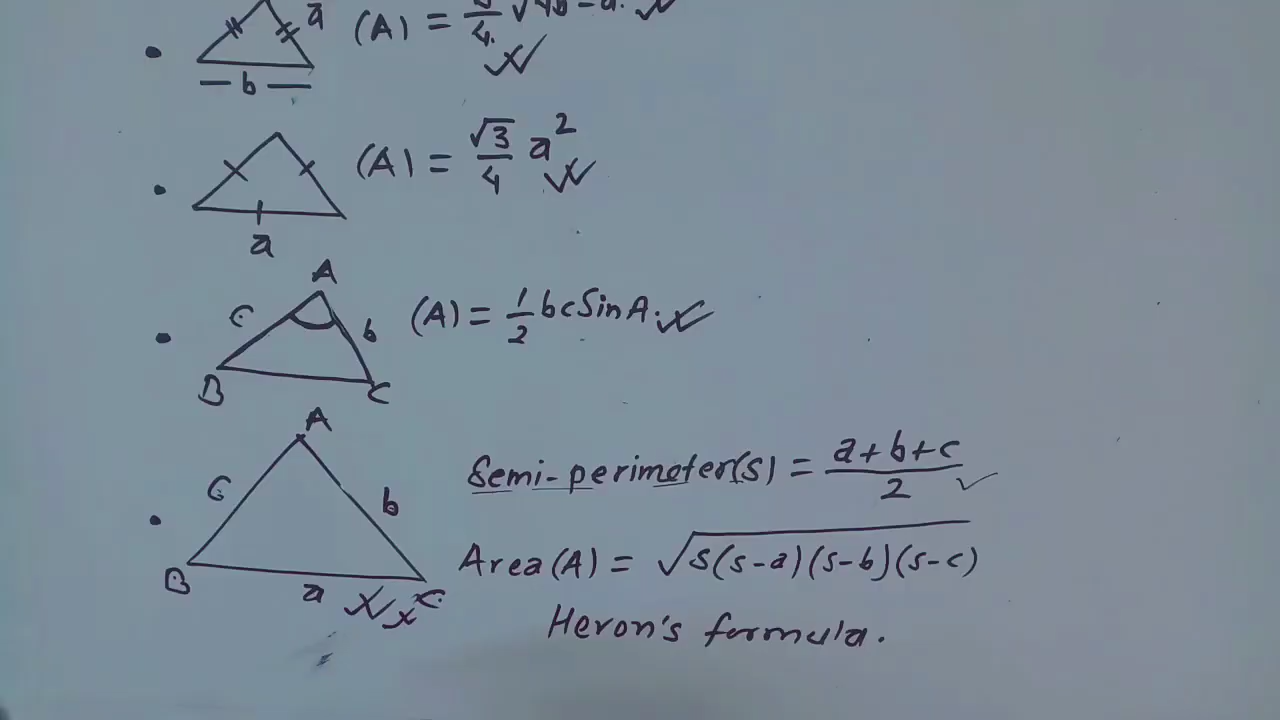 a (A) =
b
(A) = √3/4 a²
a
A
c b (A) = 1/2 bc Sin A.
B C
A
Semi-perimeter(s) = a+b+c/2
c b
Area (A) = √s(s-a)(s-b)(s-c)
B a C
Heron's formula.